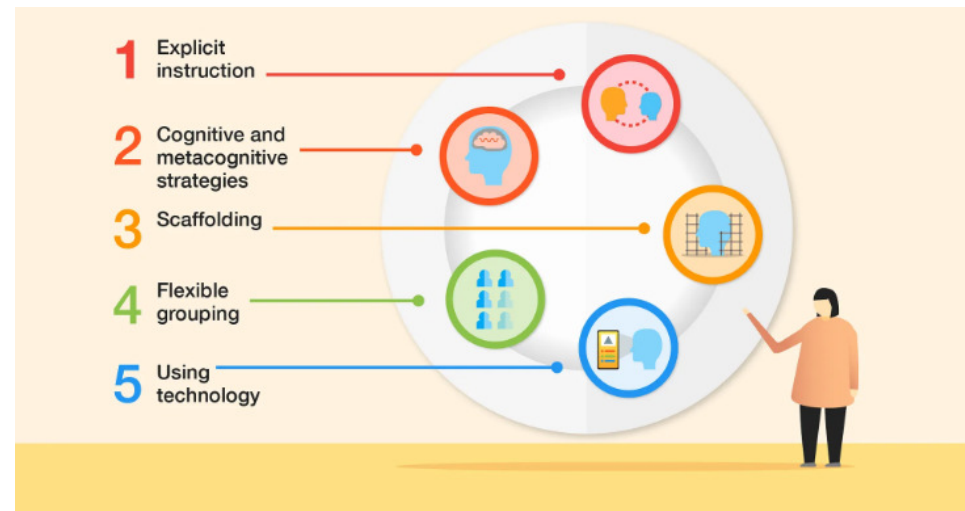 1 Explicit
instruction
2 Cognitive and
metacognitive
strategies
3 Scaffolding
4 Flexible
grouping
5 Using
technology